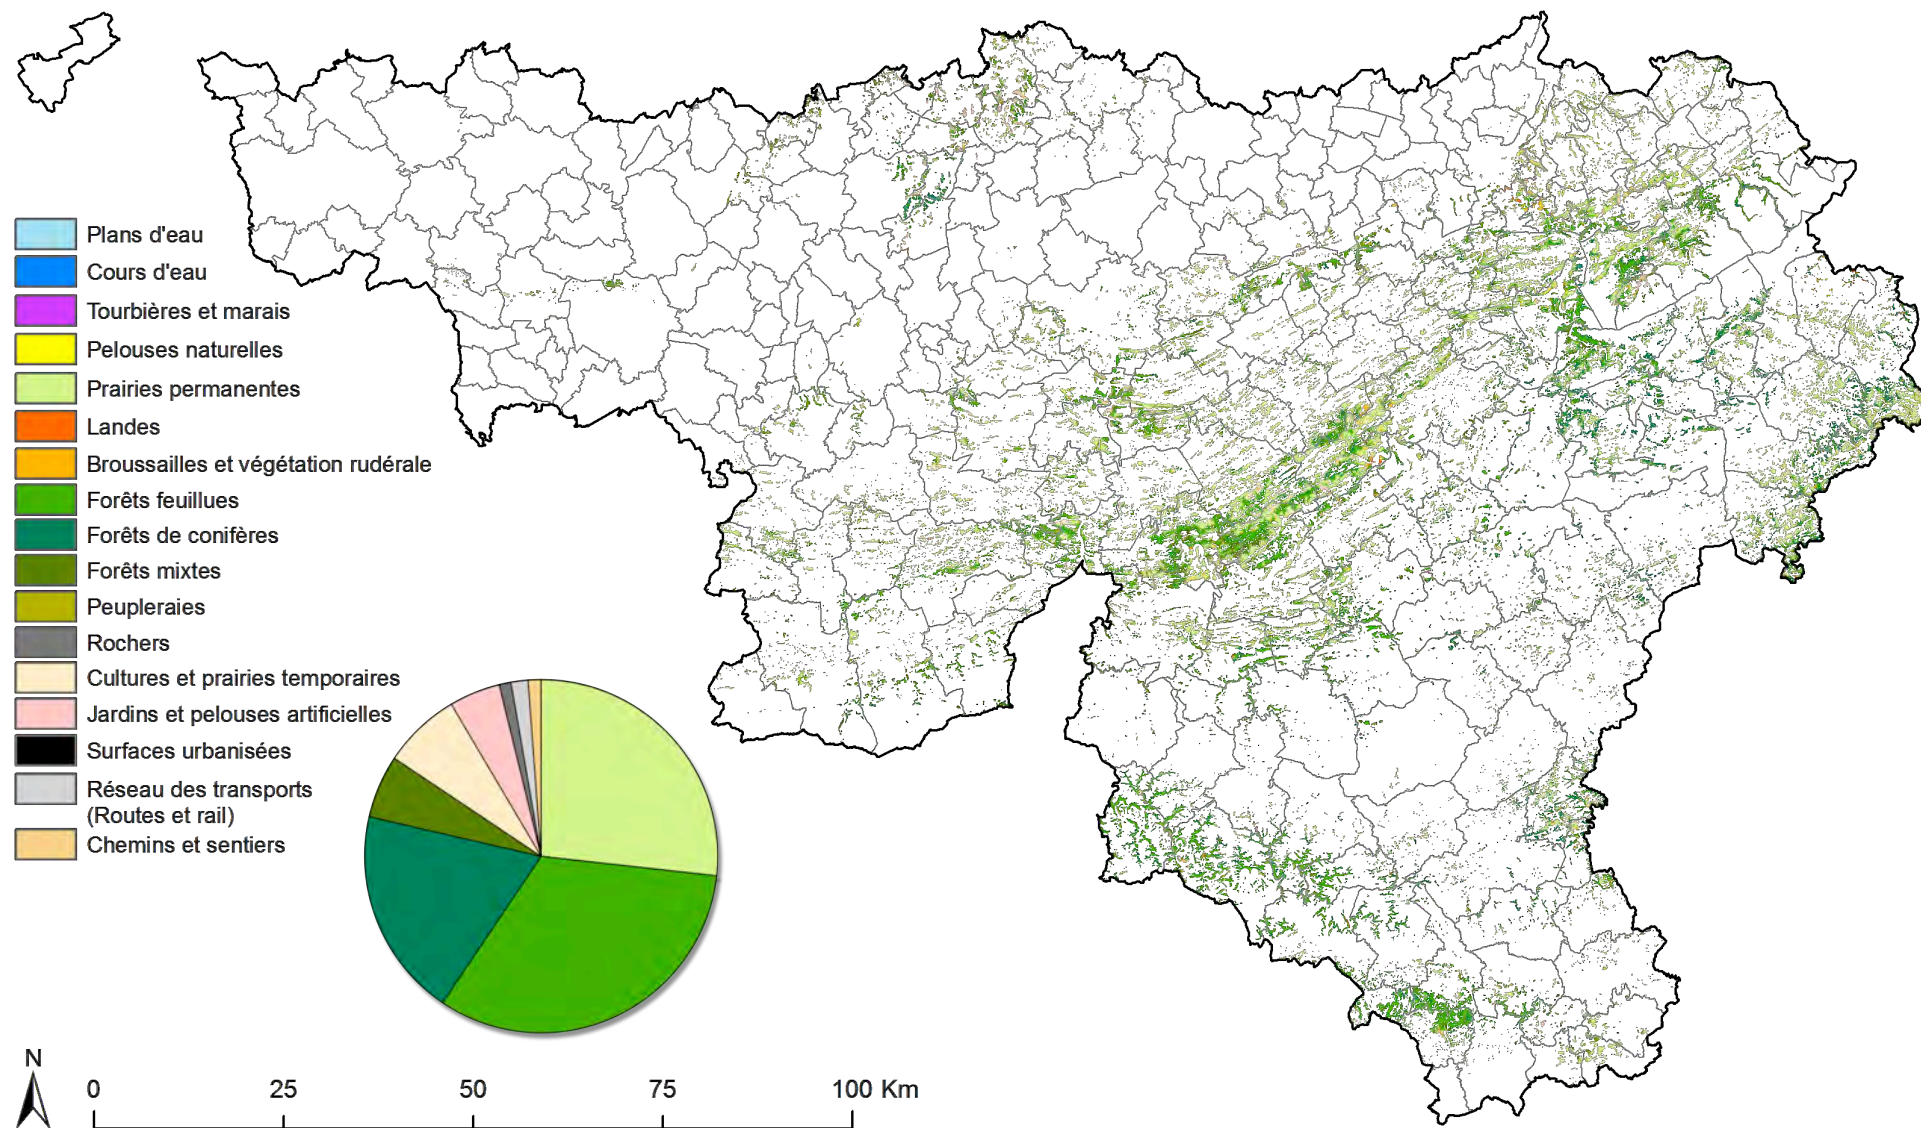 Plans d'eau
Cours d'eau
Tourbières et marais
Pelouses naturelles
Prairies permanentes
Landes
Broussailles et végétation rudérale
Forêts feuillues
Forêts de conifères
Forêts mixtes
Peupleraies
Rochers
Cultures et prairies temporaires
Jardins et pelouses artificielles
Surfaces urbanisées
Réseau des transports
(Routes et rail)
Chemins et sentiers
N
0 25 50 75 100 Km